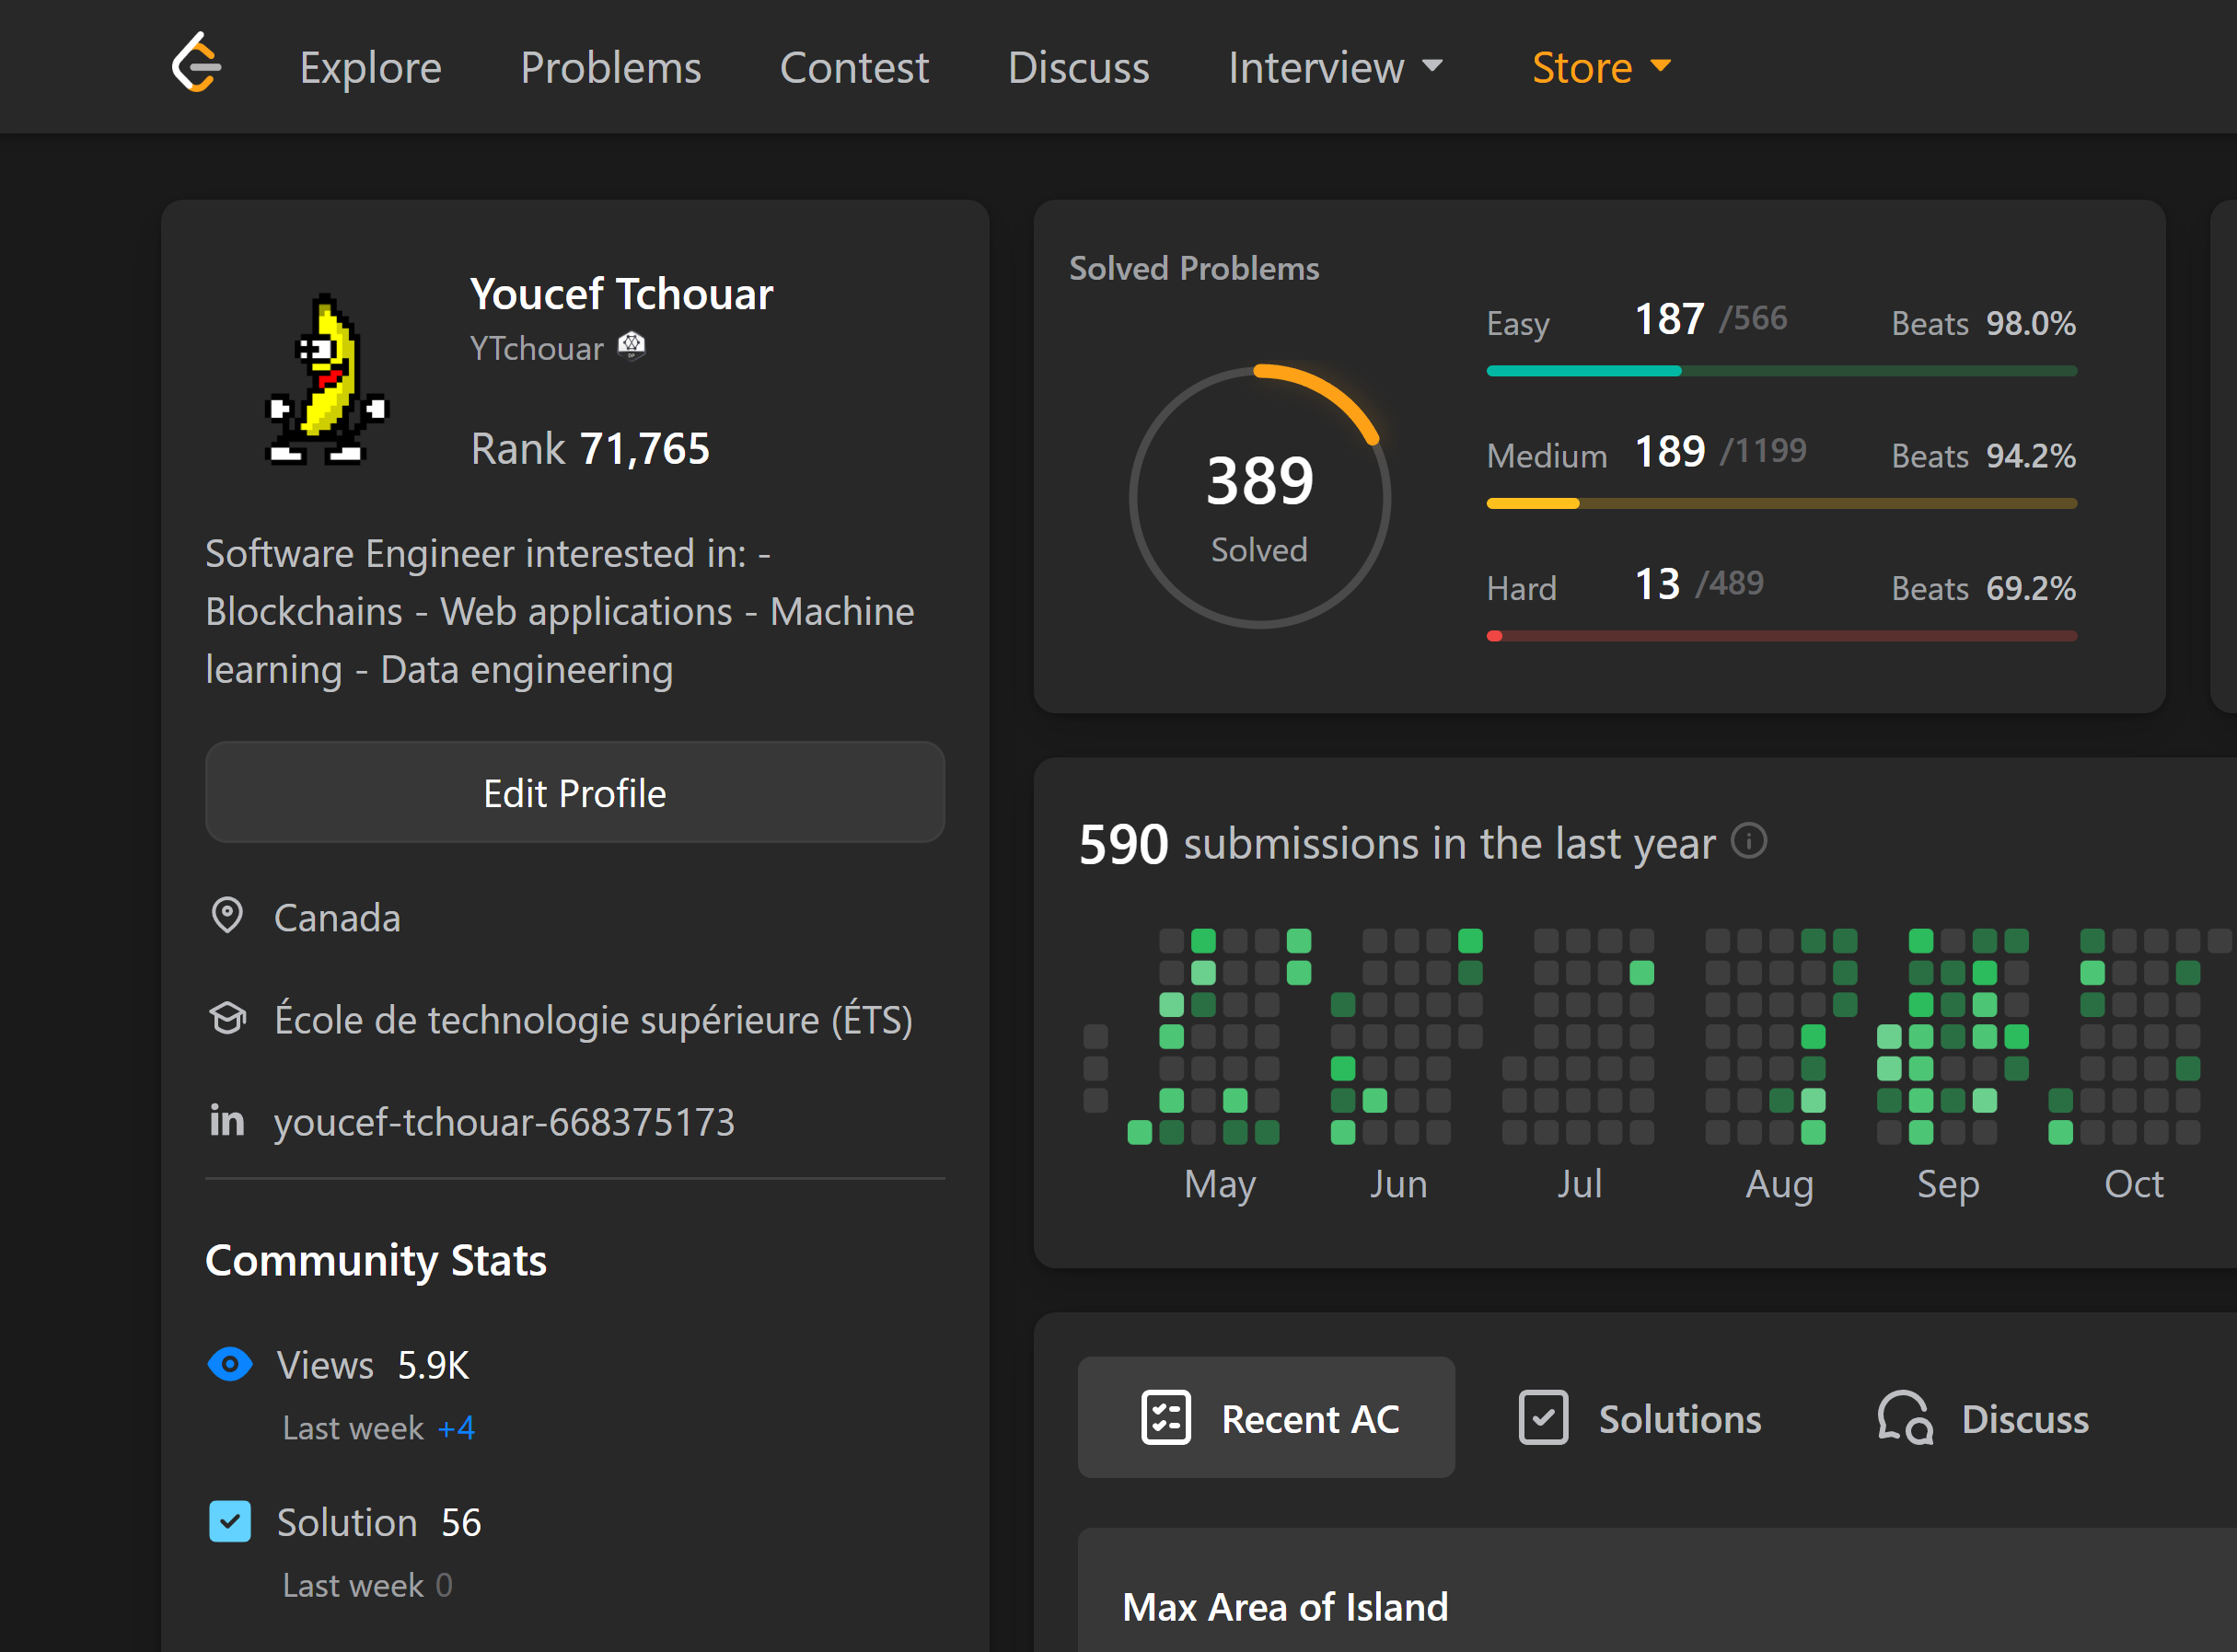 Explore Problems Contest Discuss Interview Store
Youcef Tchouar
YTchouar
Rank 71,765
Software Engineer interested in: -
Blockchains - Web applications - Machine
learning - Data engineering
Edit Profile
Canada
École de technologie supérieure (ÉTS)
in youcef-tchouar-668375173
Community Stats
Views 5.9K
Last week +4
Solution 56
Last week 0
Solved Problems
389
Solved
Easy 187 /566 Beats 98.0%
Medium 189 /1199 Beats 94.2%
Hard 13 /489 Beats 69.2%
590 submissions in the last year
May Jun Jul Aug Sep Oct
Recent AC Solutions Discuss
Max Area of Island